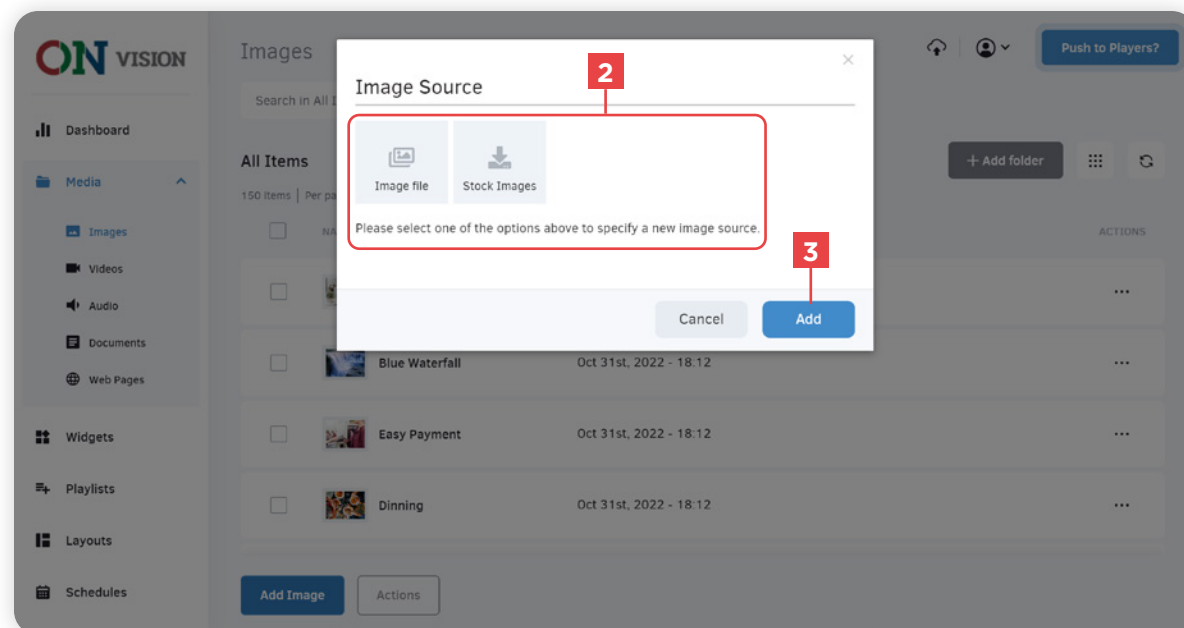 ON VISION
Images
Push to Players?
Image Source
2
Search in All
Dashboard
All Items
Add folder
Media
Image file
Stock Images
150 Items | Per
Please select one of the options above to specify a new image source.
Images
ACTIONS
3
Videos
Audio
Cancel
Add
Documents
Blue Waterfall
Oct 31st, 2022 - 18:12
Web Pages
Widgets
Easy Payment
Oct 31st, 2022 - 18:12
Playlists
Dinning
Oct 31st, 2022 - 18:12
Layouts
Schedules
Add Image
Actions